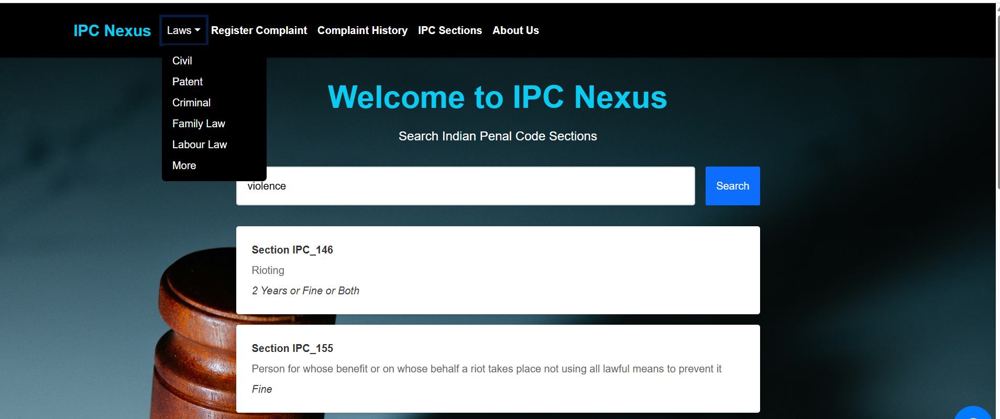 IPC Nexus Laws Register Complaint Complaint History IPC Sections About Us
Civil
Patent
Criminal
Family Law
Labour Law
More
Welcome to IPC Nexus
Search Indian Penal Code Sections
violence Search
Section IPC_146
Rioting
2 Years or Fine or Both
Section IPC_155
Person for whose benefit or on whose behalf a riot takes place not using all lawful means to prevent it
Fine